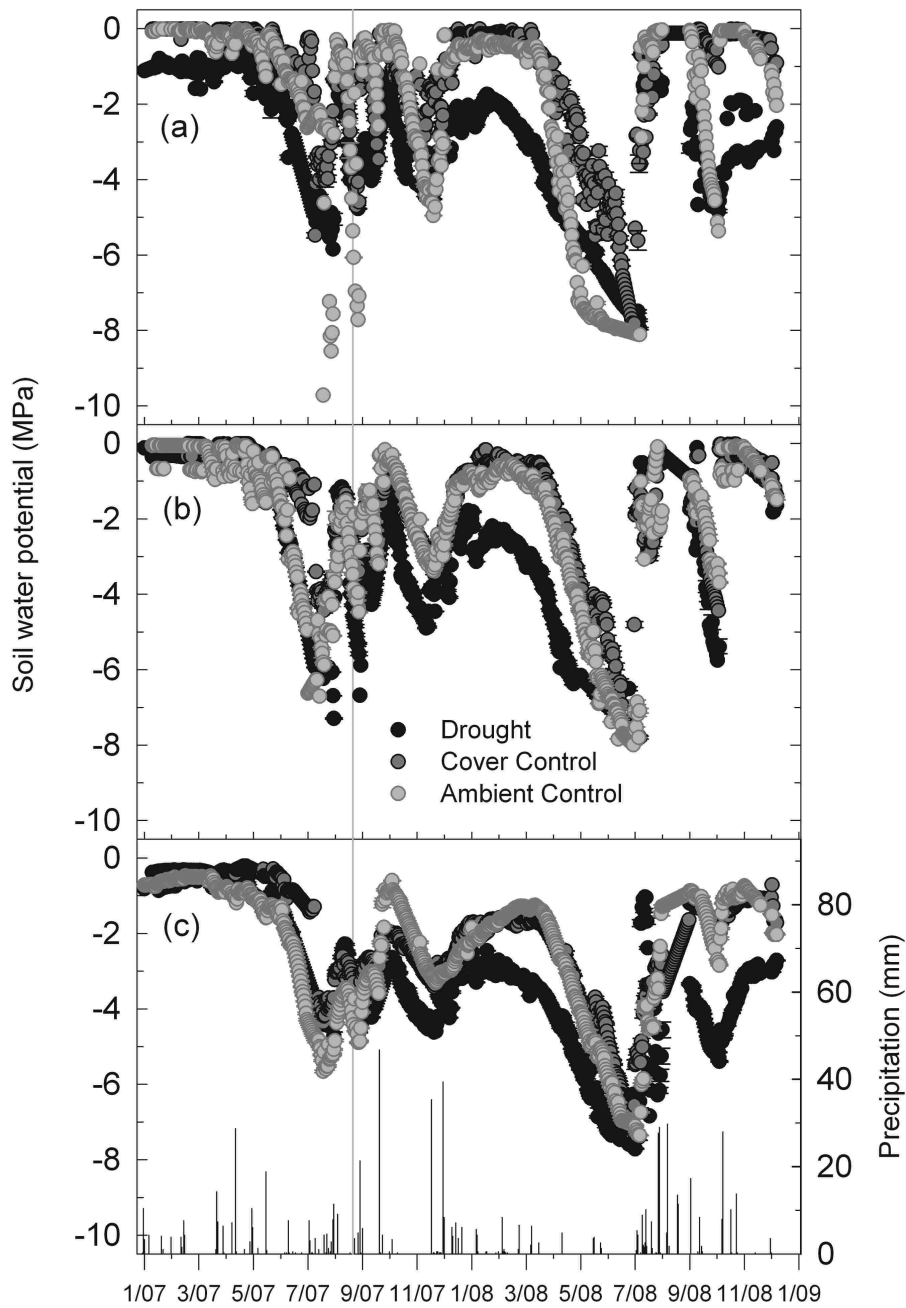 0
-2
(a)
-4
-6
-8
-10
Soil water potential (MPa)
0
-2
(b)
-4
-6
Drought
Cover Control
-8
Ambient Control
-10
0
80
-2
(c)
60
-4
-6
40
-8
20
-10
0
Precipitation (mm)
1/07 3/07 5/07 7/07 9/07 11/07 1/08 3/08 5/08 7/08 9/08 11/08 1/09